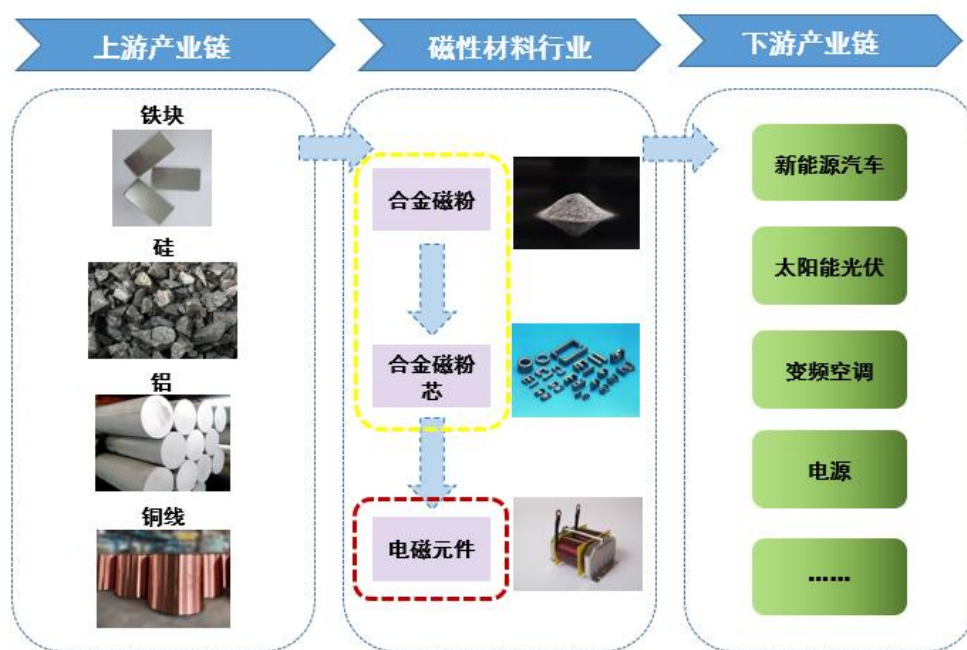 上游产业链
磁性材料行业
下游产业链
铁块
硅
铝
铜线
合金磁粉
合金磁粉
芯
电磁元件
新能源汽车
太阳能光伏
变频空调
电源
……